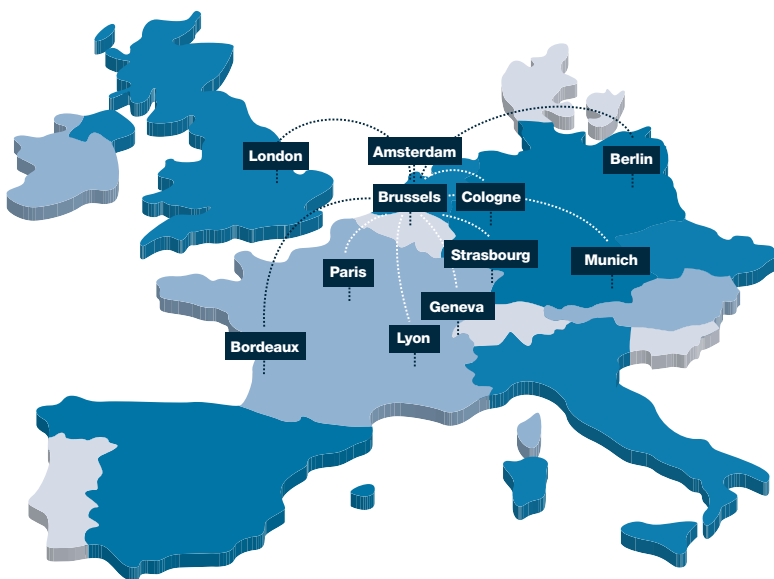 London
Amsterdam
Berlin
Brussels
Cologne
Strasbourg
Munich
Paris
Geneva
Lyon
Bordeaux